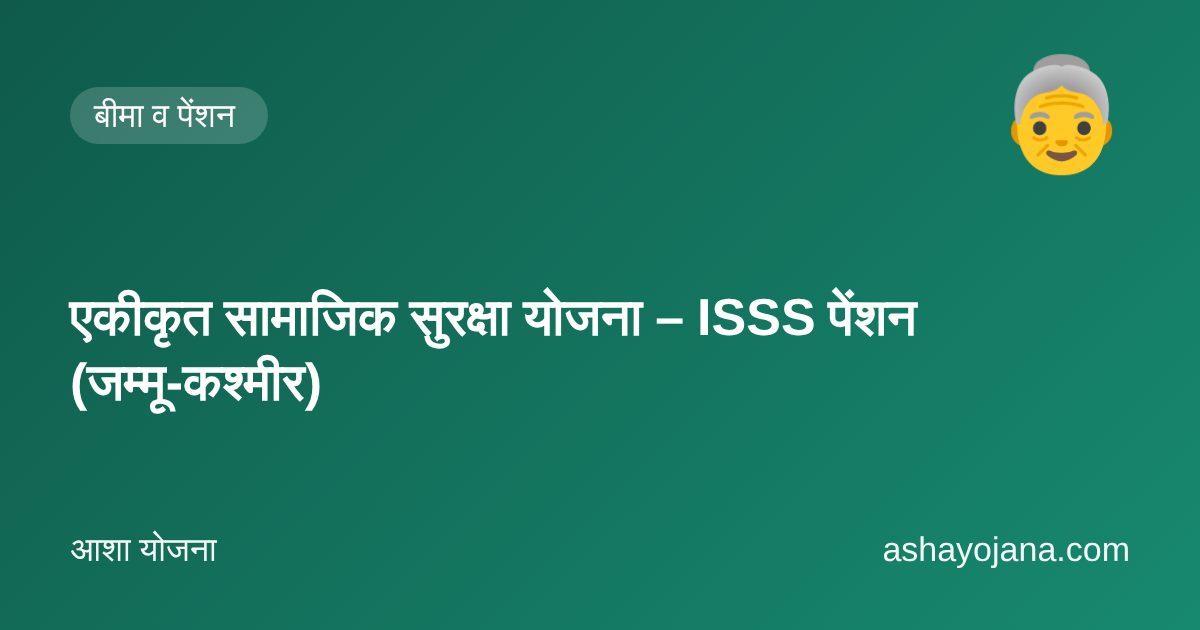 बीमा व पेंशन
एकीकृत सामाजिक सुरक्षा योजना – ISSS पेंशन
(जम्मू-कश्मीर)
आशा योजना
ashayojana.com